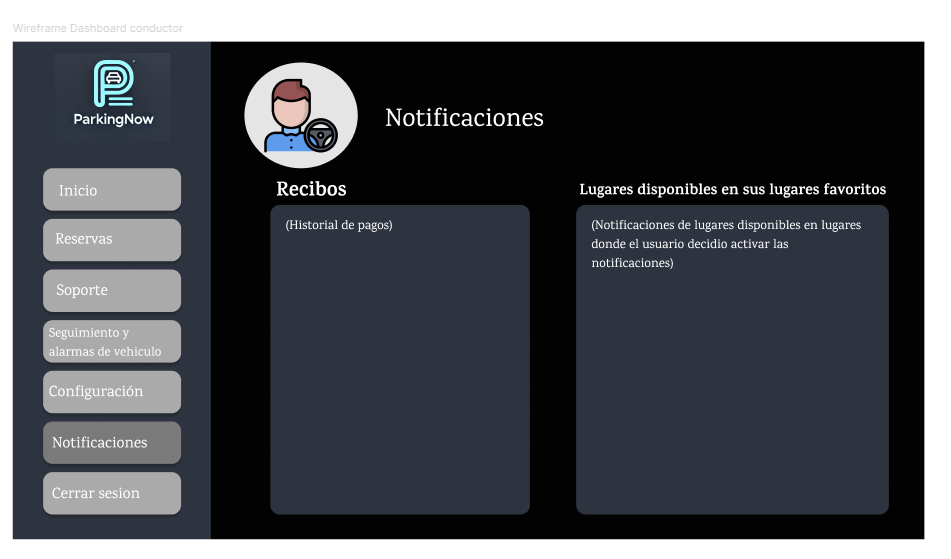 Wireframe Dashboard conductor
ParkingNow
Inicio
Reservas
Soporte
Seguimiento y
alarmas de vehiculo
Configuración
Notificaciones
Cerrar sesion
Notificaciones
Recibos
(Historial de pagos)
Lugares disponibles en sus lugares favoritos
(Notificaciones de lugares disponibles en lugares
donde el usuario decidio activar las
notificaciones)